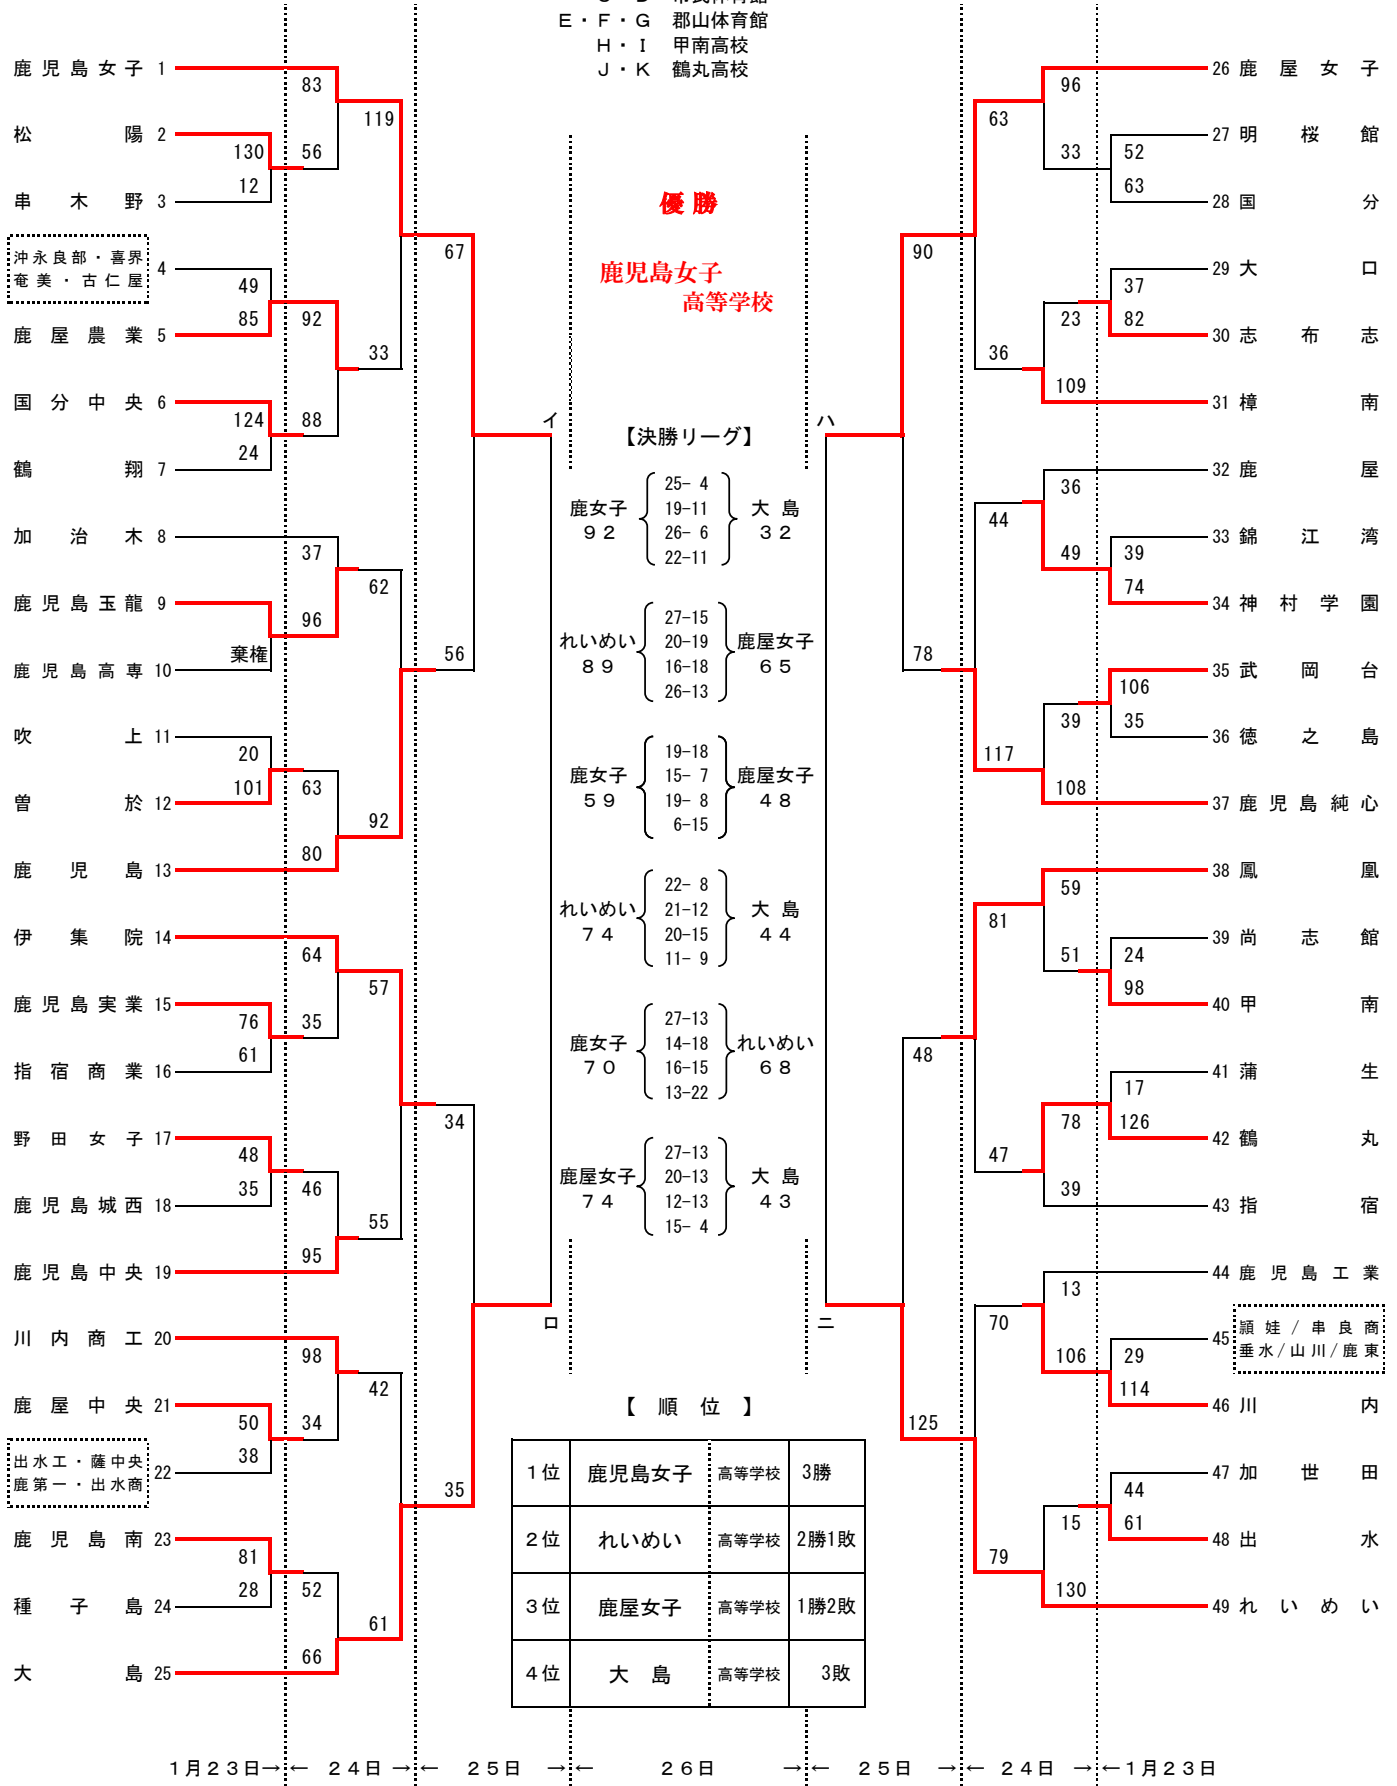 E・F・G 郡山体育館
H・I 甲南高校
J・K 鶴丸高校
鹿児島女子 1
松陽 2
串木野 3
沖永良部・喜界
奄美・古仁屋
4
鹿屋農業 5
国分中央 6
鶴翔 7
加治木 8
鹿児島玉龍 9
鹿児島高専 10
吹上 11
曽於 12
鹿児島 13
伊集院 14
鹿児島実業 15
指宿商業 16
野田女子 17
鹿児島城西 18
鹿児島中央 19
川内商工 20
鹿屋中央 21
出水工・薩中央
鹿第一・出水商
22
鹿児島南 23
種子島 24
大島 25
130
12
49
85
124
24
棄権
20
101
76
61
48
35
50
38
81
28
83
56
92
88
37
96
63
80
64
35
46
95
98
34
52
66
119
33
62
92
57
55
42
61
67
56
34
35
イ
ロ
優勝
鹿児島女子
高等学校
【決勝リーグ】
鹿女子 92
25- 4
19-11
26- 6
22-11
大島 32
れいめい 89
27-15
20-19
16-18
26-13
鹿屋女子 65
鹿女子 59
19-18
15- 7
19- 8
6-15
鹿屋女子 48
れいめい 74
22- 8
21-12
20-15
11- 9
大島 44
鹿女子 70
27-13
14-18
16-15
13-22
れいめい 68
鹿屋女子 74
27-13
20-13
12-13
15- 4
大島 43
【 順 位 】
1位 鹿児島女子 高等学校 3勝
2位 れいめい 高等学校 2勝1敗
3位 鹿屋女子 高等学校 1勝2敗
4位 大島 高等学校 3敗
ハ
ニ
90
78
48
125
63
36
44
117
81
47
70
79
96
33
23
109
36
49
39
108
59
51
78
39
13
106
15
130
52
63
37
82
39
74
106
35
24
98
17
126
29
114
44
61
26 鹿屋女子
27 明桜館
28 国分
29 大口
30 志布志
31 樟南
32 鹿屋
33 錦江湾
34 神村学園
35 武岡台
36 徳之島
37 鹿児島純心
38 鳳凰
39 尚志館
40 甲南
41 蒲生
42 鶴丸
43 指宿
44 鹿児島工業
45
頴娃/串良商
垂水/山川/鹿東
46 川内
47 加世田
48 出水
49 れいめい
1月23日→←24日→←25日→←26日→←25日→←24日→←1月23日